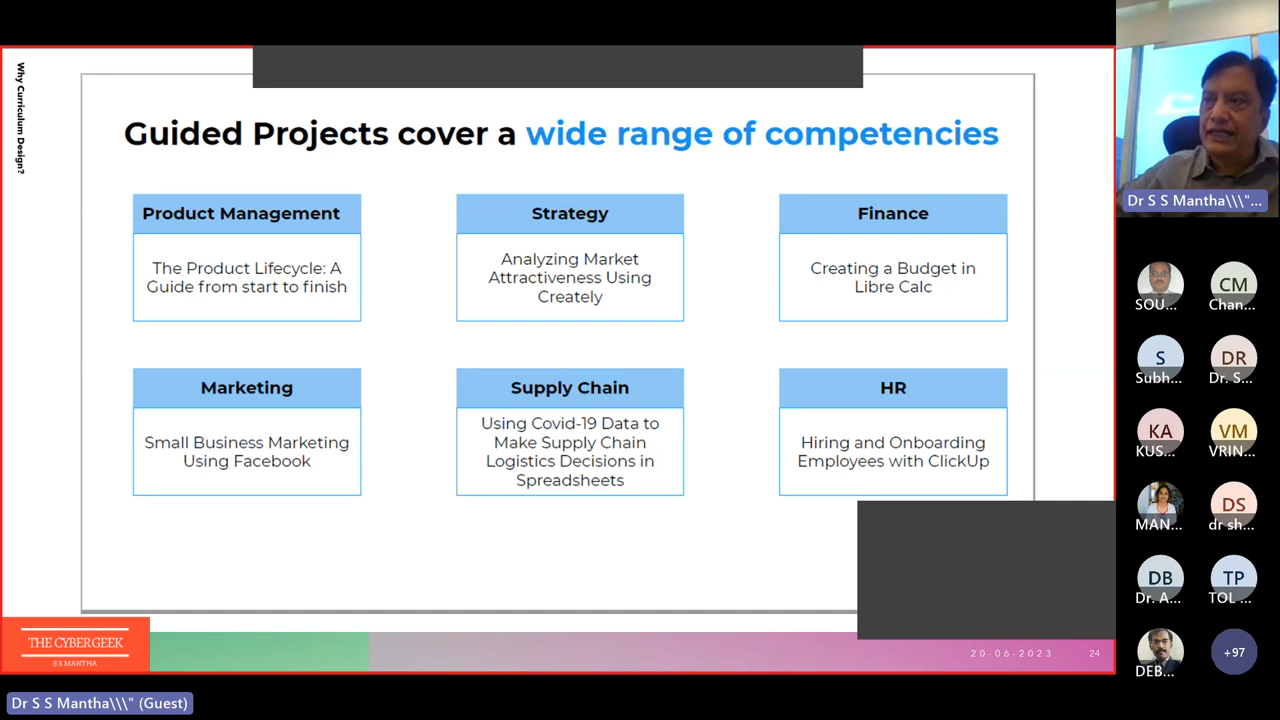 Why Curriculum Design?
Guided Projects cover a wide range of competencies
Product Management
The Product Lifecycle: A
Guide from start to finish
Strategy
Analyzing Market
Attractiveness Using
Creately
Finance
Creating a Budget in
Libre Calc
Marketing
Small Business Marketing
Using Facebook
Supply Chain
Using Covid-19 Data to
Make Supply Chain
Logistics Decisions in
Spreadsheets
HR
Hiring and Onboarding
Employees with ClickUp
THE CYBERGEEK
S S MANTHA
20-06-2023
24
Dr S S Mantha\\\" (Guest)
Dr S S Mantha\\\"...
SOU...
CM
Chan...
S
Subh...
DR
Dr. S...
KA
KUS...
VM
VRIN...
MAN...
DS
dr sh...
DB
Dr. A...
TP
TOL ...
DEB...
+97